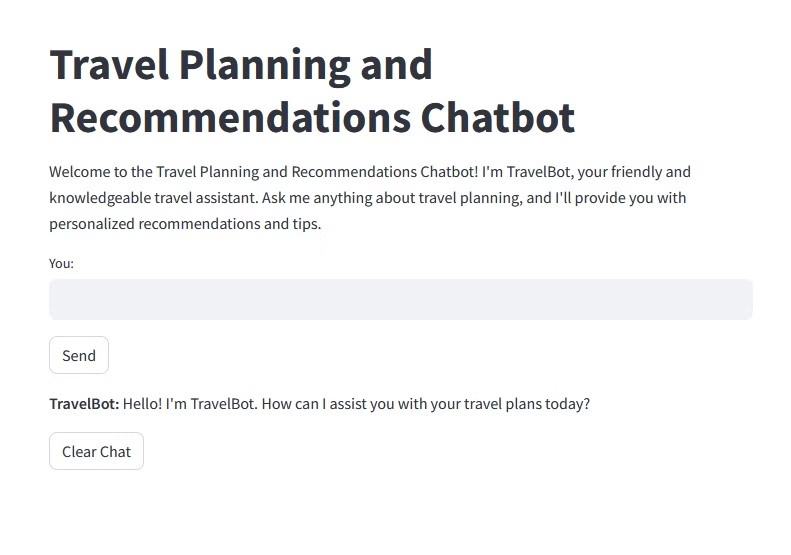 Travel Planning and
Recommendations Chatbot
Welcome to the Travel Planning and Recommendations Chatbot! I'm TravelBot, your friendly and
knowledgeable travel assistant. Ask me anything about travel planning, and I'll provide you with
personalized recommendations and tips.
You:
Send
TravelBot: Hello! I'm TravelBot. How can I assist you with your travel plans today?
Clear Chat